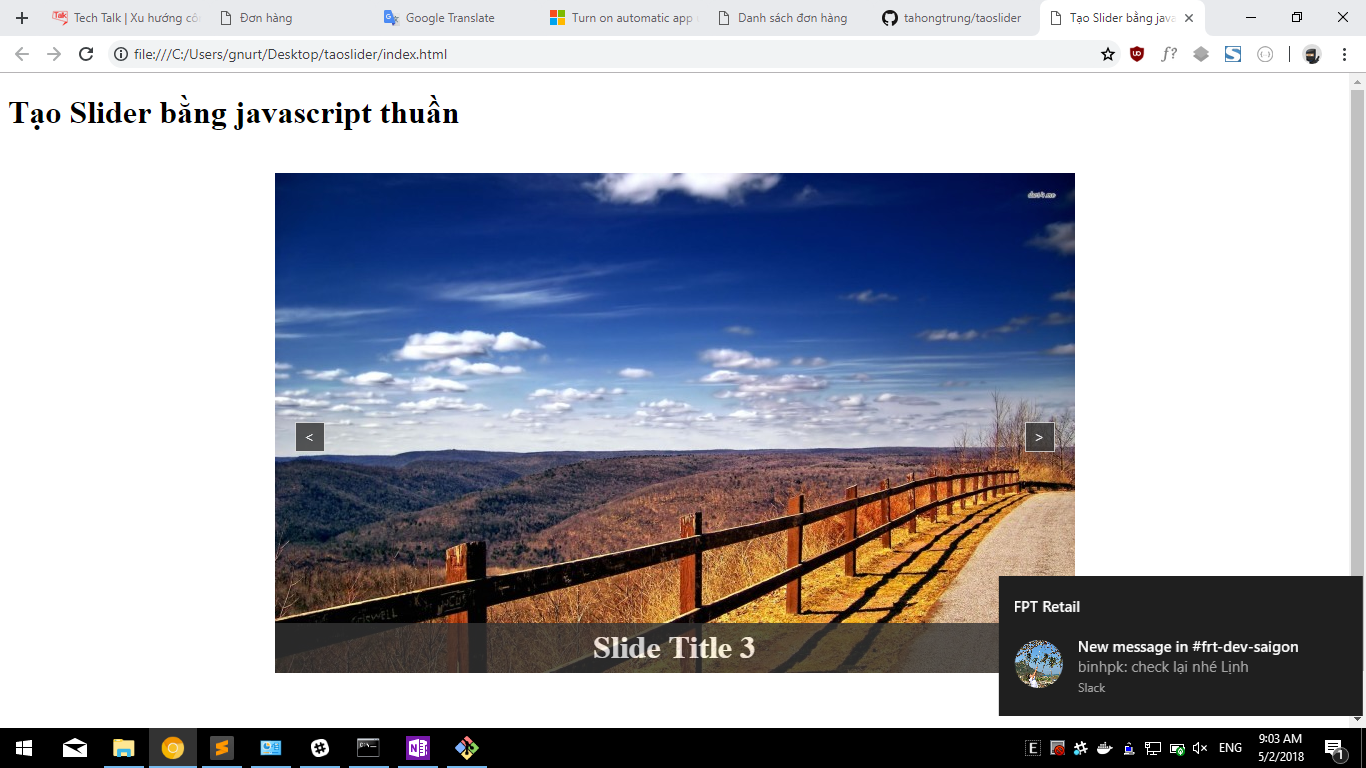 Tech Talk | Xu hướng cô
Đơn hàng
Google Translate
Turn on automatic app
Danh sách đơn hàng
tahongtrung/taoslider
Tạo Slider bằng java
file:///C:/Users/gnurt/Desktop/taoslider/index.html
f?
S
Tạo Slider bằng javascript thuần
<
>
Slide Title 3
FPT Retail
New message in #frt-dev-saigon
binhpk: check lại nhé Lịnh
Slack
E
ENG
9:03 AM
5/2/2018
1